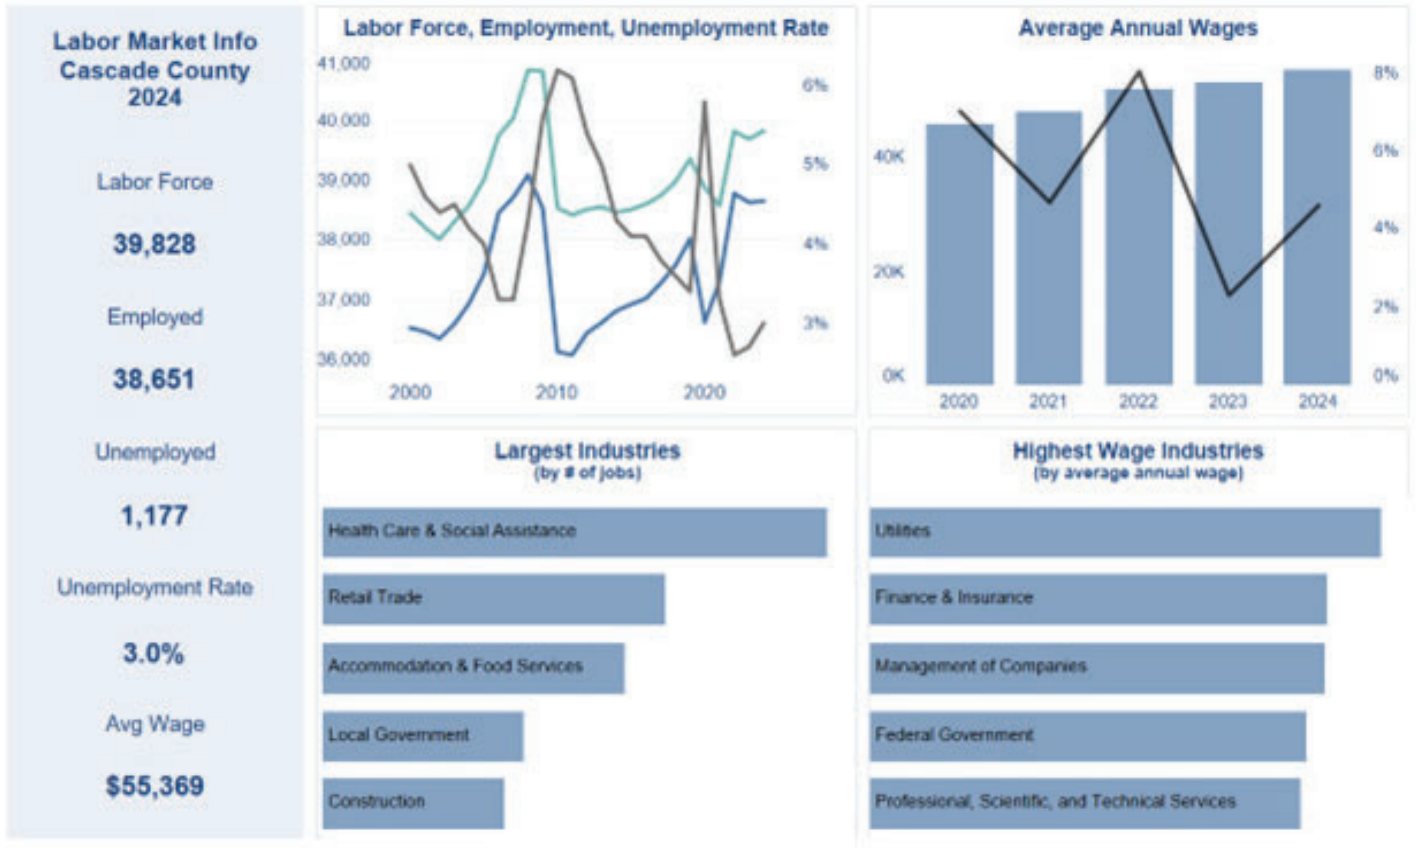 Labor Market Info
Cascade County
2024
Labor Force
39,828
Employed
38,651
Unemployed
1,177
Unemployment Rate
3.0%
Avg Wage
$55,369
Labor Force, Employment, Unemployment Rate
41,000
40,000
39,000
38,000
37,000
36,000
6%
5%
4%
3%
2000
2010
2020
Average Annual Wages
40K
20K
0K
8%
6%
4%
2%
0%
2020
2021
2022
2023
2024
Largest Industries
(by # of jobs)
Health Care & Social Assistance
Retail Trade
Accommodation & Food Services
Local Government
Construction
Highest Wage Industries
(by average annual wage)
Utilities
Finance & Insurance
Management of Companies
Federal Government
Professional, Scientific, and Technical Services